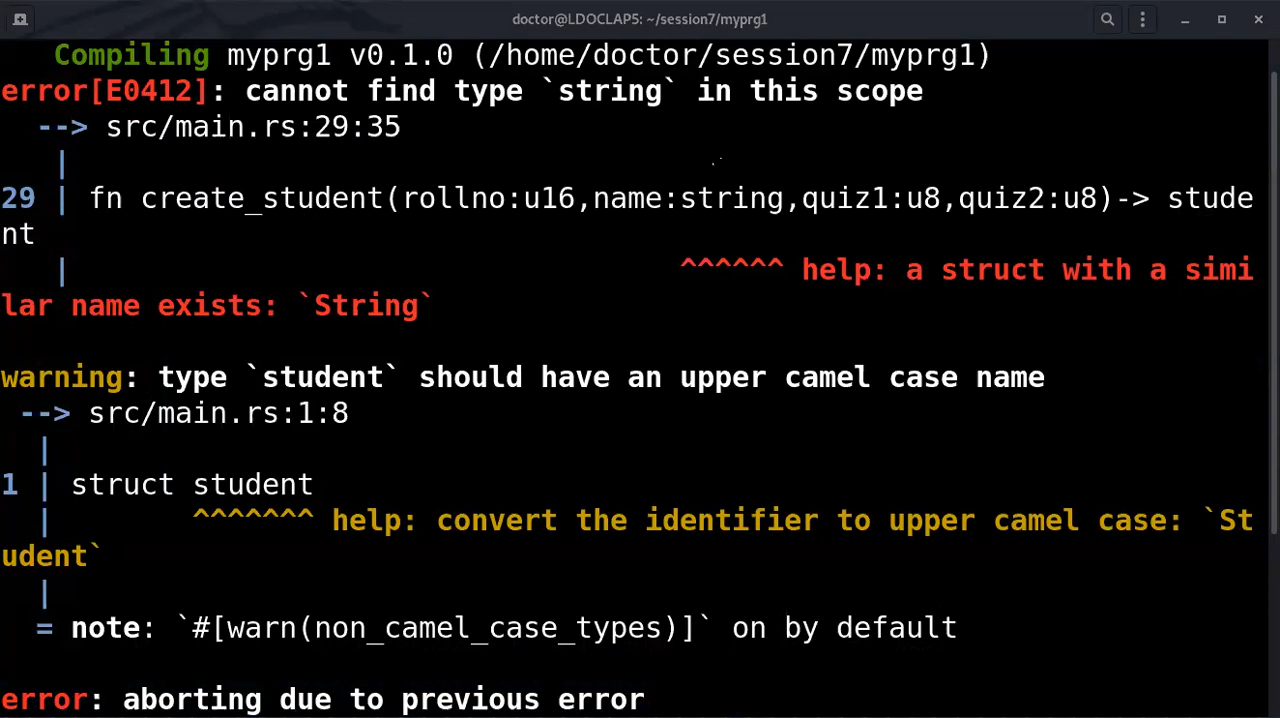 doctor@LDOCLAP5: ~/session7/myprg1
Compiling myprg1 v0.1.0 (/home/doctor/session7/myprg1)
error[E0412]: cannot find type `string` in this scope
--> src/main.rs:29:35
|
29 | fn create_student(rollno:u16,name:string,quiz1:u8,quiz2:u8)-> stude
nt
| ^^^^^^ help: a struct with a simi
lar name exists: `String`
warning: type `student` should have an upper camel case name
--> src/main.rs:1:8
|
1 | struct student
| ^^^^^^^ help: convert the identifier to upper camel case: `St
udent`
|
= note: `#[warn(non_camel_case_types)]` on by default
error: aborting due to previous error